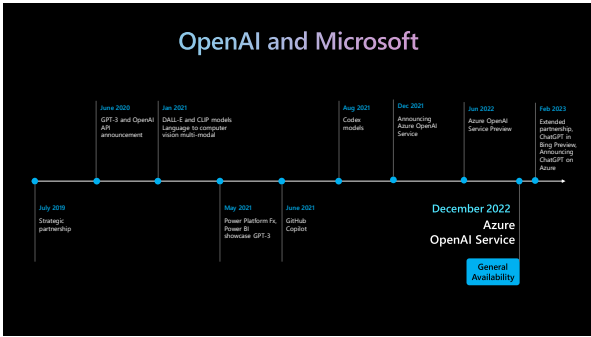 OpenAI and Microsoft
June 2020
GPT-3 and OpenAI
API
announcement
Jan 2021
DALL-E and CLIP models
Language to computer
vision multi-modal
Aug 2021
Codex
models
Dec 2021
Announcing
Azure OpenAI
Service
Jun 2022
Azure OpenAI
Service Preview
Feb 2023
Extended
partnership,
ChatGPT in
Bing Preview,
Announcing
ChatGPT on
Azure
July 2019
Strategic
partnership
May 2021
Power Platform Fx,
Power BI
showcase GPT-3
June 2021
GitHub
Copilot
December 2022
Azure
OpenAI Service
General
Availability